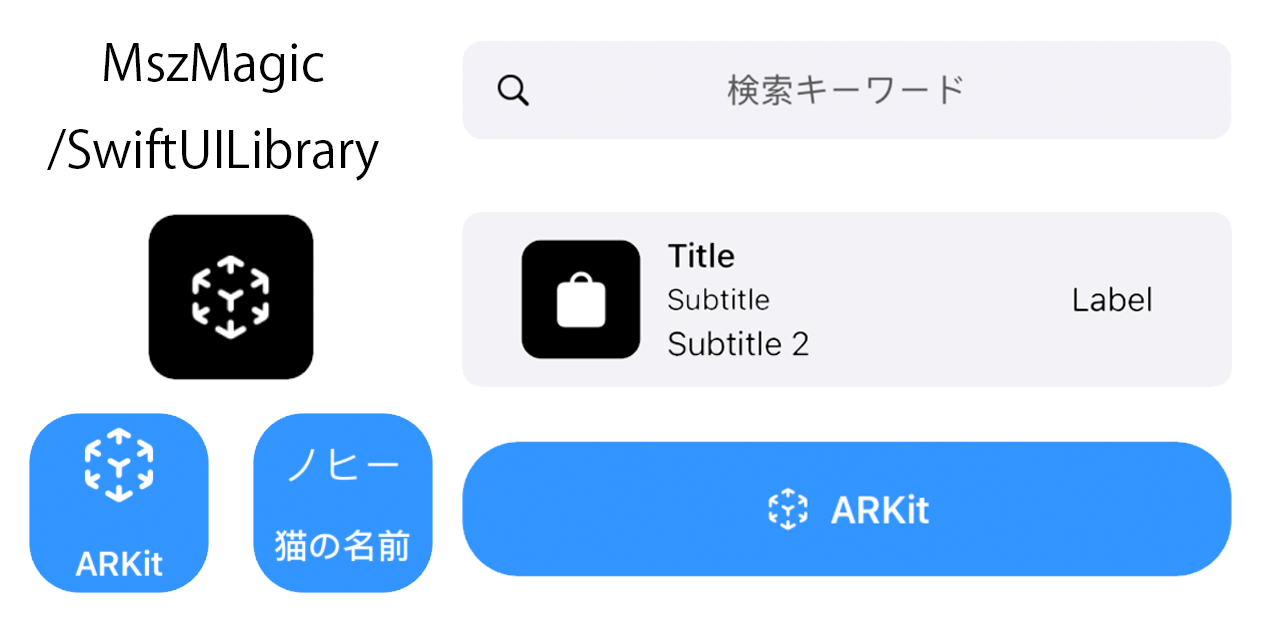 MszMagic
/SwiftUILibrary
検索キーワード
Title
Subtitle
Subtitle 2
Label
ARKit
ノヒー
猫の名前
ARKit